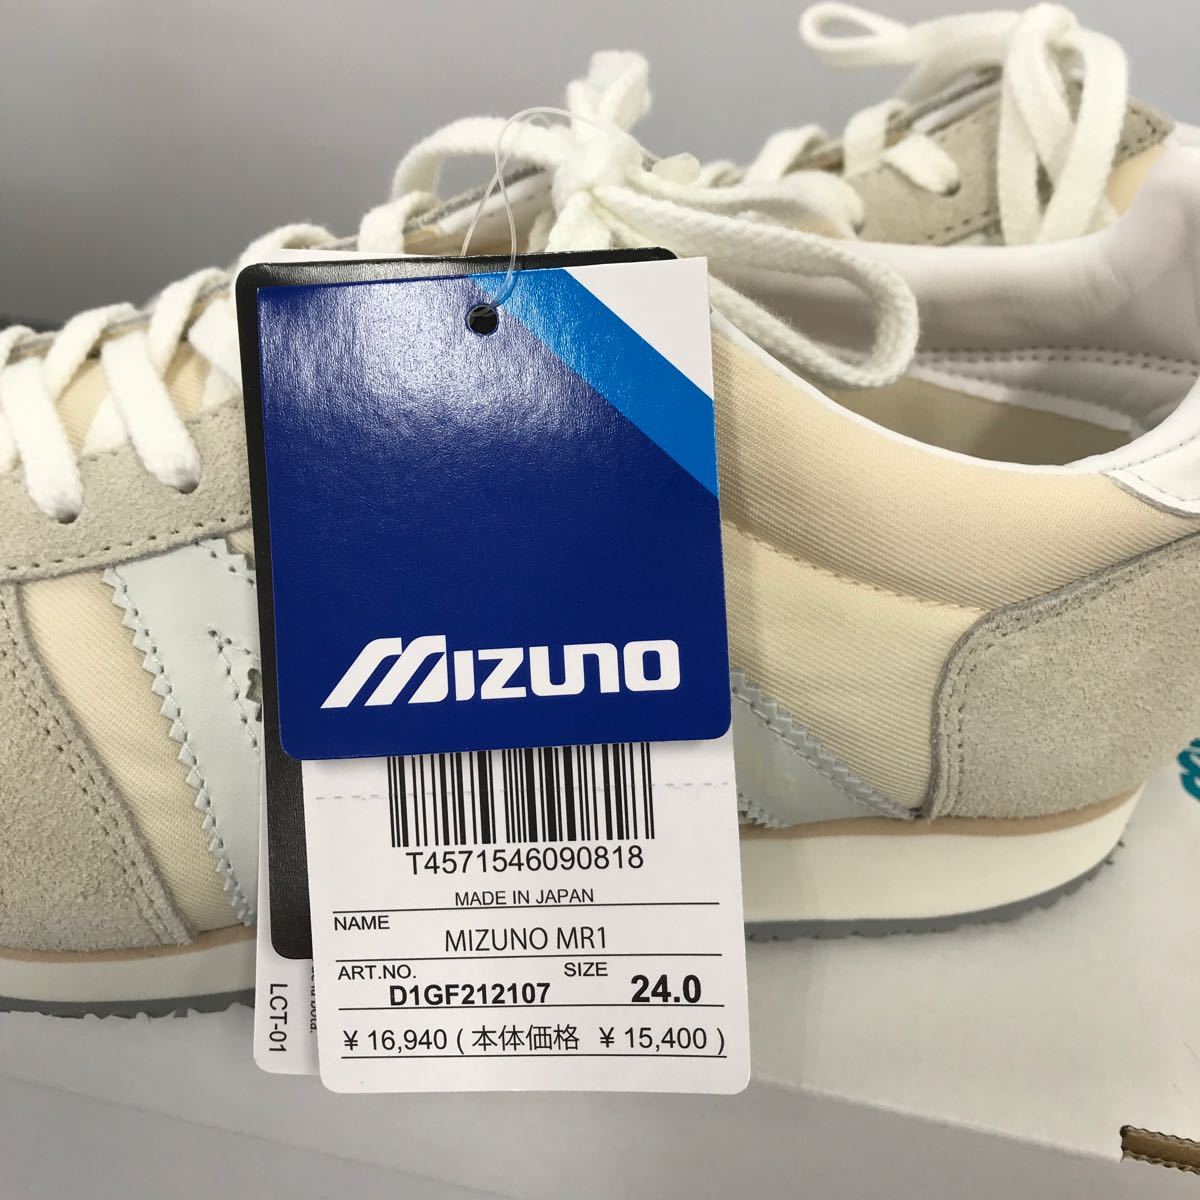 MIZUNO
T4571546090818
MADE IN JAPAN
NAME
MIZUNO MR1
ART.NO.
SIZE
D1GF212107
24.0
¥ 16,940 ( 本体価格 ¥ 15,400 )
LCT-01